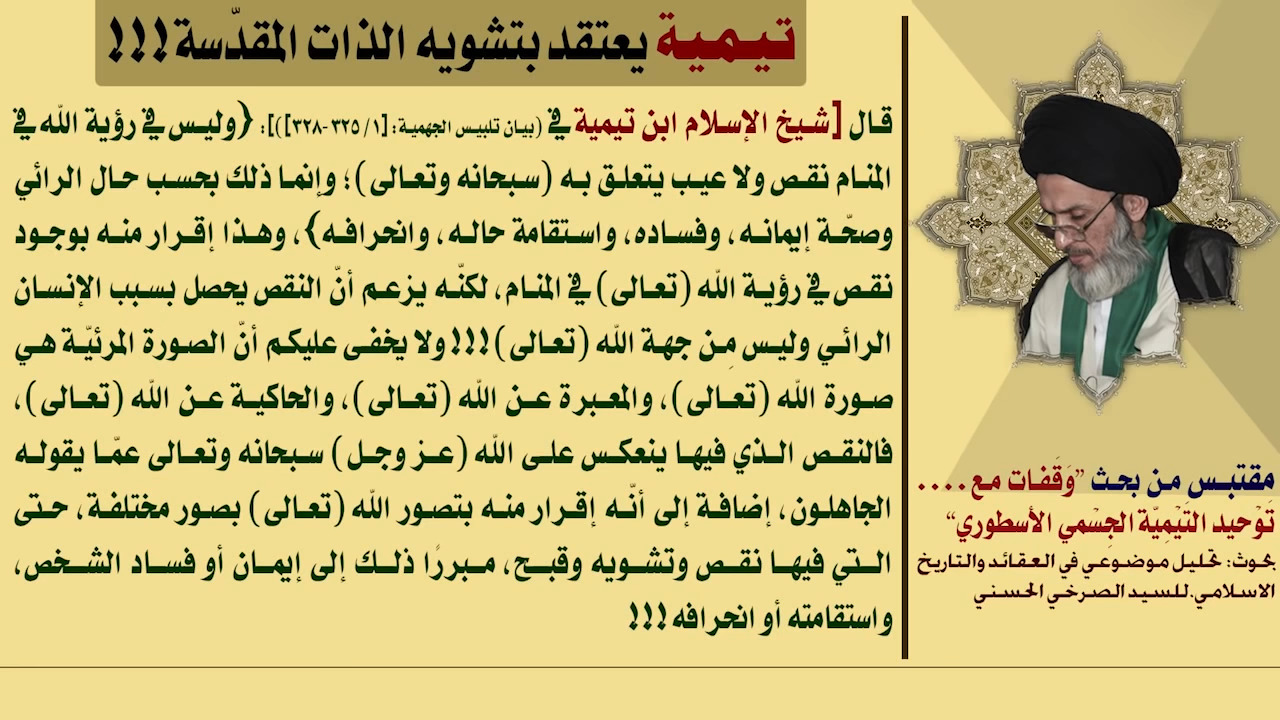 تيمية يعتقد بتشويه الذات المقدّسة!!!
قال [شيخ الإسلام ابن تيمية في (بيان تلبيس الجهمية: [١/ ٣٢٥ -٣٢٨])]: {وليس في رؤية الله في
المنام نقص ولا عيب يتعلق به (سبحانه وتعالى)؛ وإنما ذلك بحسب حال الرائي
وصحّة إيمانه، وفساده، واستقامة حاله، وانحرافه}، وهذا إقرار منه بوجود
نقص في رؤية الله (تعالى) في المنام، لكنّه يزعم أنّ النقص يحصل بسبب الإنسان
الرائي وليس مِن جهة الله (تعالى)!!! ولا يخفى عليكم أنّ الصورة المرئيّة هي
صورة الله (تعالى)، والمعبرة عن الله (تعالى)، والحاكية عن الله (تعالى)،
فالنقص الذي فيها ينعكس على الله (عز وجل) سبحانه وتعالى عمّا يقوله
الجاهلون، إضافة إلى أنّه إقرار منه بتصور الله (تعالى) بصور مختلفة، حتى
التي فيها نقص وتشويه وقبح، مبررًا ذلك إلى إيمان أو فساد الشخص،
واستقامته أو انحرافه!!!
مقتبس مِن بحث "وَقَفات مع....
تَوْحيد التَيْمِيّة الجِسْمي الأسطوري"
بحوث: تحليل موضوعي في العقائد والتاريخ
الاسلامي.للسيد الصرخي الحسني